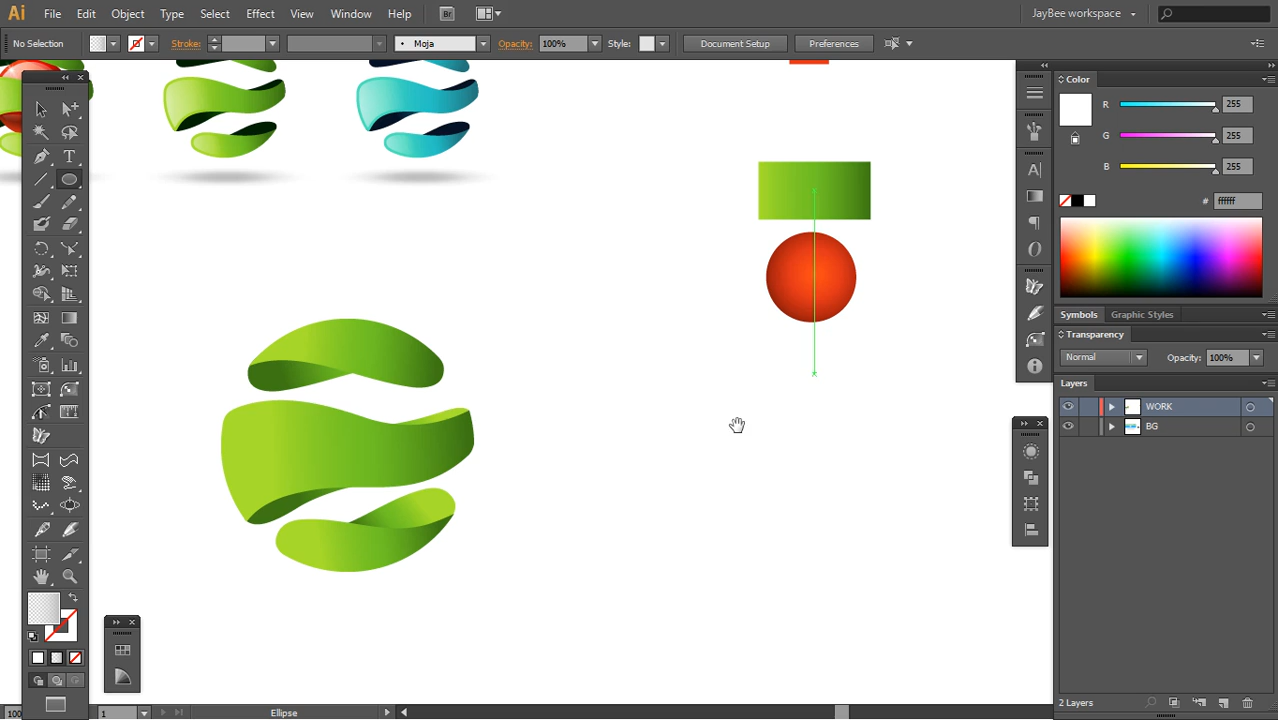 Ai File Edit Object Type Select Effect View Window Help Br JayBee workspace
No Selection Stroke: Moja Opacity: 100% Style: Document Setup Preferences
Color
R 255
G 255
B 255
# ffffff
Symbols Graphic Styles
Transparency
Normal Opacity: 100%
Layers
WORK
BG
2 Layers
100 1 Ellipse